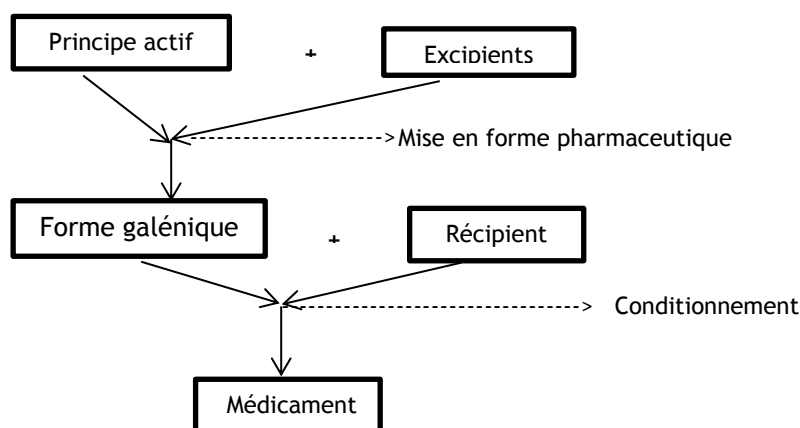 Principe actif
+
Excipients
Mise en forme pharmaceutique
Forme galénique
+
Récipient
Conditionnement
Médicament